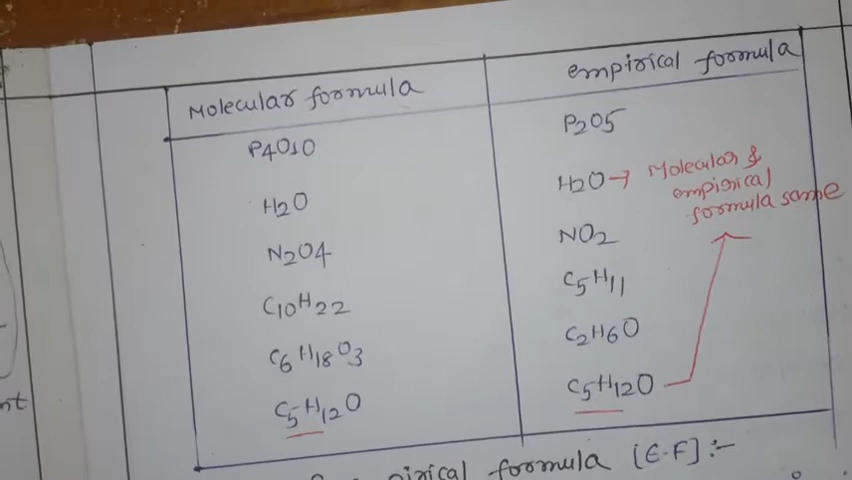 Molecular formula
empirical formula
P4O10
P2O5
H2O
H2O → Molecular &
empirical
formula same
N2O4
NO2
C10H22
C5H11
C6H18O3
C2H6O
C5H12O
C5H12O
nt
empirical formula [E.F]:-